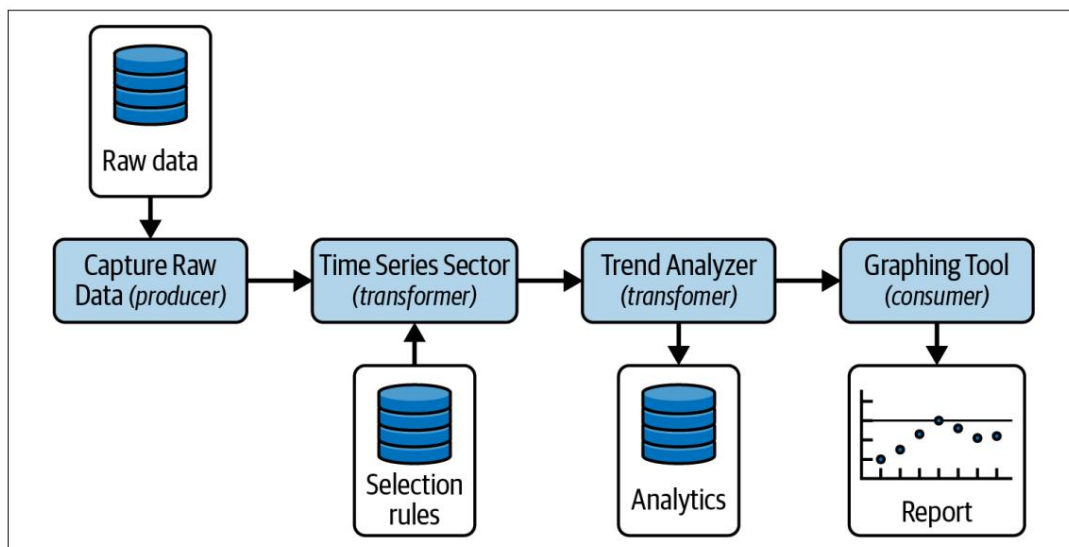 Raw data
Capture Raw
Data (producer)
Time Series Sector
(transformer)
Trend Analyzer
(transfomer)
Graphing Tool
(consumer)
Selection
rules
Analytics
Report